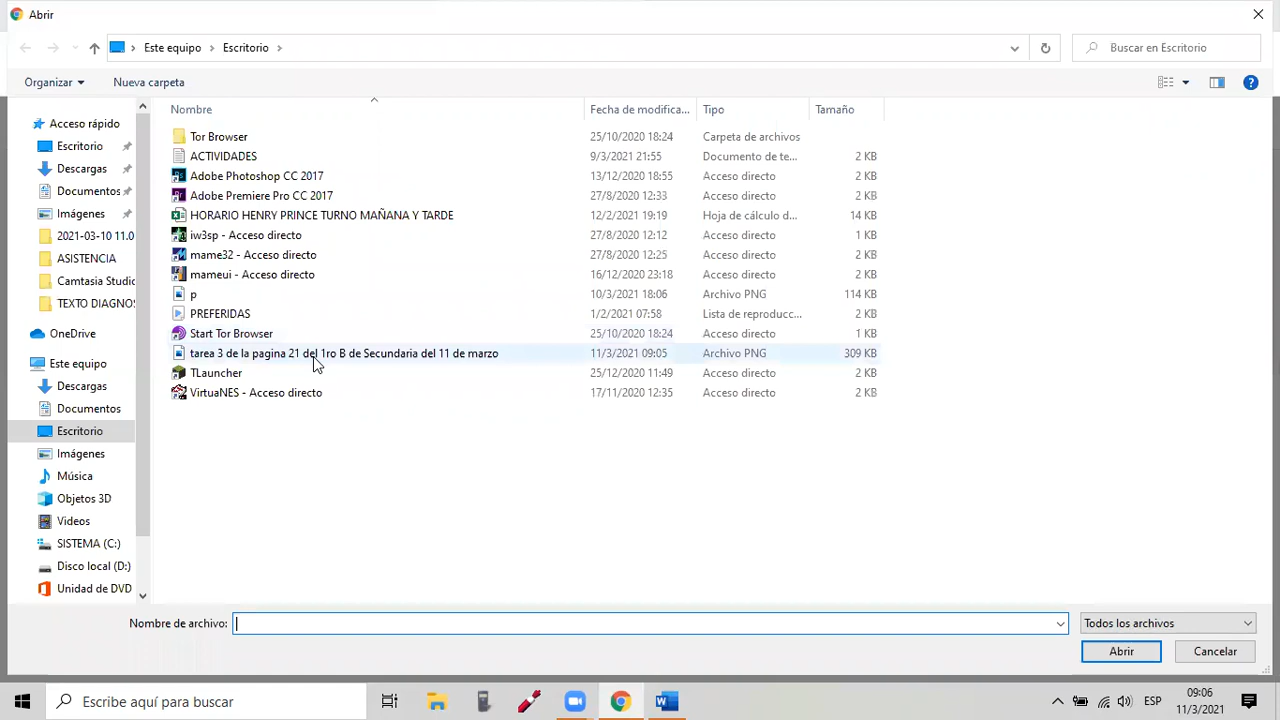 Abrir
Este equipo > Escritorio >
Buscar en Escritorio
Organizar
Nueva carpeta
Nombre Fecha de modifica... Tipo Tamaño
Acceso rápido
Escritorio
Descargas
Documentos
Imágenes
2021-03-10 11.0
ASISTENCIA
Camtasia Studio
TEXTO DIAGNOS
OneDrive
Este equipo
Descargas
Documentos
Escritorio
Imágenes
Música
Objetos 3D
Videos
SISTEMA (C:)
Disco local (D:)
Unidad de DVD
Tor Browser 25/10/2020 18:24 Carpeta de archivos
ACTIVIDADES 9/3/2021 21:55 Documento de te... 2 KB
Adobe Photoshop CC 2017 13/12/2020 18:55 Acceso directo 2 KB
Adobe Premiere Pro CC 2017 27/8/2020 12:33 Acceso directo 2 KB
HORARIO HENRY PRINCE TURNO MAÑANA Y TARDE 12/2/2021 19:19 Hoja de cálculo d... 14 KB
iw3sp - Acceso directo 27/8/2020 12:12 Acceso directo 1 KB
mame32 - Acceso directo 27/8/2020 12:25 Acceso directo 2 KB
mameui - Acceso directo 16/12/2020 23:18 Acceso directo 2 KB
p 10/3/2021 18:06 Archivo PNG 114 KB
PREFERIDAS 1/2/2021 07:58 Lista de reproducc... 2 KB
Start Tor Browser 25/10/2020 18:24 Acceso directo 1 KB
tarea 3 de la pagina 21 del 1ro B de Secundaria del 11 de marzo 11/3/2021 09:05 Archivo PNG 309 KB
TLauncher 25/12/2020 11:49 Acceso directo 2 KB
VirtuaNES - Acceso directo 17/11/2020 12:35 Acceso directo 2 KB
Nombre de archivo:
Todos los archivos
Abrir
Cancelar
Escribe aquí para buscar
ESP
09:06
11/3/2021